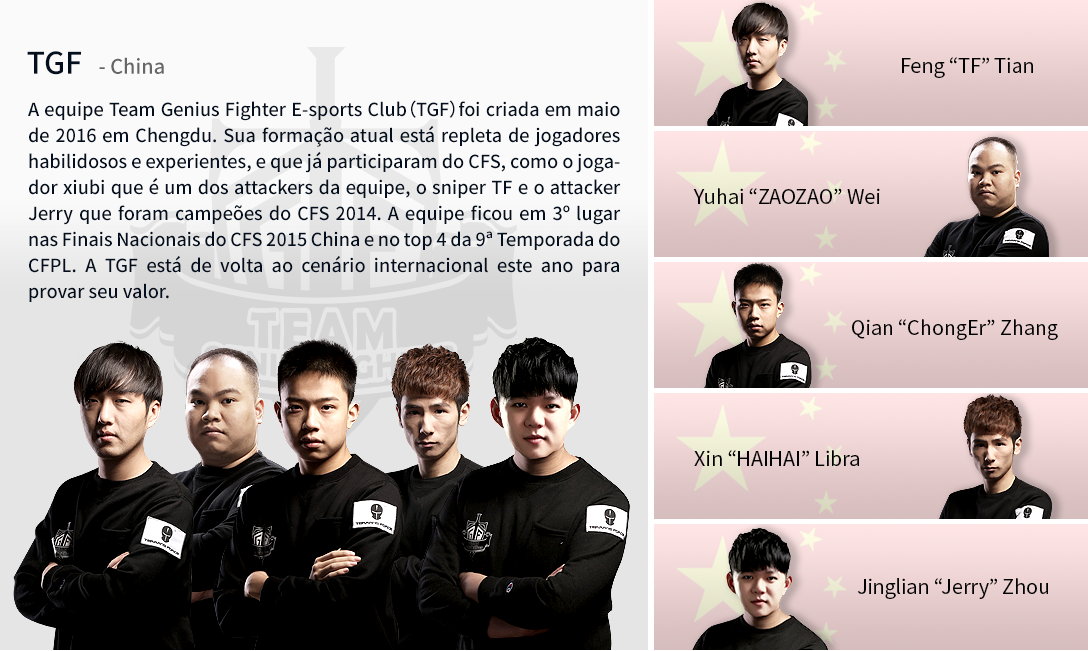 TGF - China
A equipe Team Genius Fighter E-sports Club (TGF) foi criada em maio
de 2016 em Chengdu. Sua formação atual está repleta de jogadores
habilidosos e experientes, e que já participaram do CFS, como o joga-
dor xiubi que é um dos attackers da equipe, o sniper TF e o attacker
Jerry que foram campeões do CFS 2014. A equipe ficou em 3º lugar
nas Finais Nacionais do CFS 2015 China e no top 4 da 9ª Temporada do
CFPL. A TGF está de volta ao cenário internacional este ano para
provar seu valor.
TEAM
Feng “TF” Tian
Yuhai “ZAOZAO” Wei
Qian “ChongEr” Zhang
Xin “HAIHAI” Libra
Jinglian “Jerry” Zhou